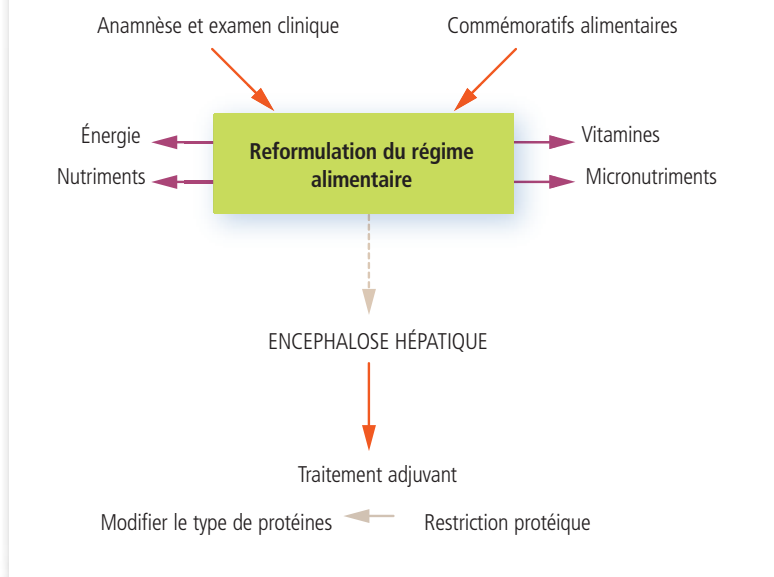 Anamnèse et examen clinique
Commémoratifs alimentaires
Énergie
Vitamines
Reformulation du régime
alimentaire
Nutriments
Micronutriments
ENCEPHALOSE HÉPATIQUE
Traitement adjuvant
Modifier le type de protéines
Restriction protéique